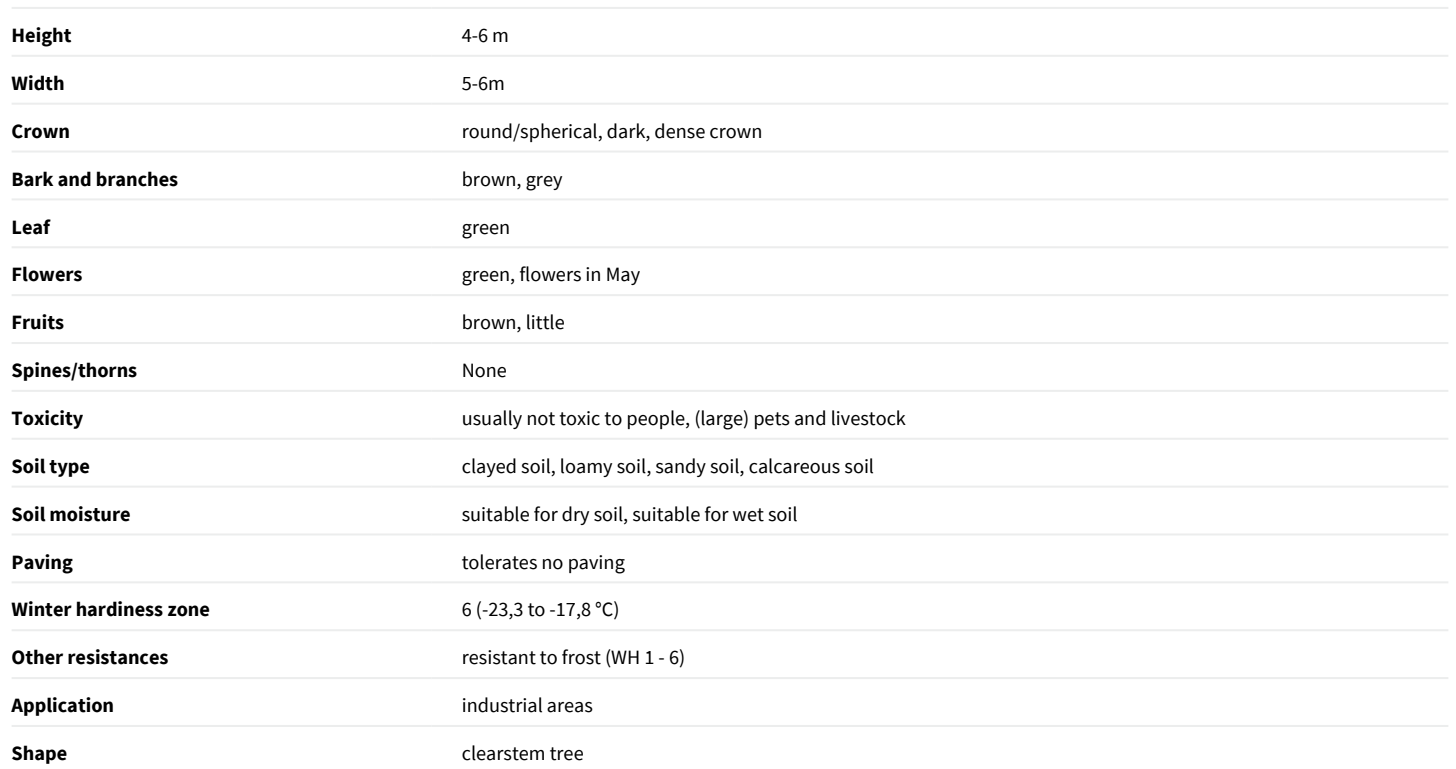 Height 4-6 m
Width 5-6m
Crown round/spherical, dark, dense crown
Bark and branches brown, grey
Leaf green
Flowers green, flowers in May
Fruits brown, little
Spines/thorns None
Toxicity usually not toxic to people, (large) pets and livestock
Soil type clayed soil, loamy soil, sandy soil, calcareous soil
Soil moisture suitable for dry soil, suitable for wet soil
Paving tolerates no paving
Winter hardiness zone 6 (-23,3 to -17,8 °C)
Other resistances resistant to frost (WH 1 - 6)
Application industrial areas
Shape clearstem tree